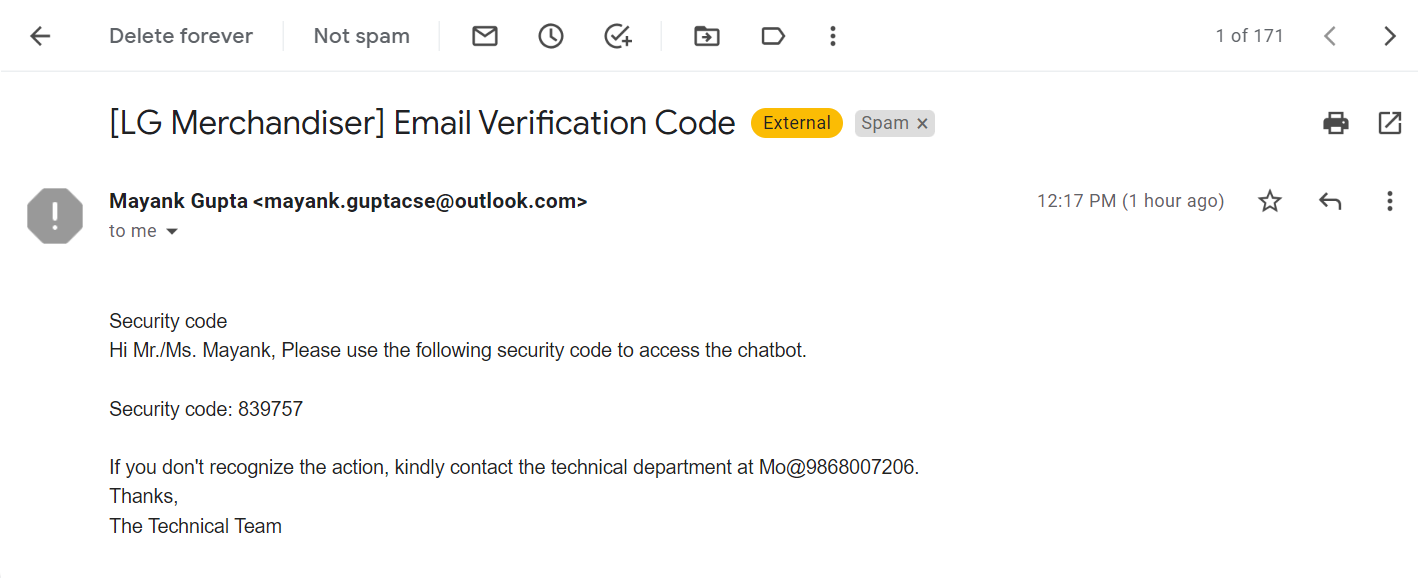 Delete forever Not spam 1 of 171
[LG Merchandiser] Email Verification Code External Spam ×
Mayank Gupta <mayank.guptacse@outlook.com> 12:17 PM (1 hour ago)
to me
Security code
Hi Mr./Ms. Mayank, Please use the following security code to access the chatbot.
Security code: 839757
If you don't recognize the action, kindly contact the technical department at Mo@9868007206.
Thanks,
The Technical Team